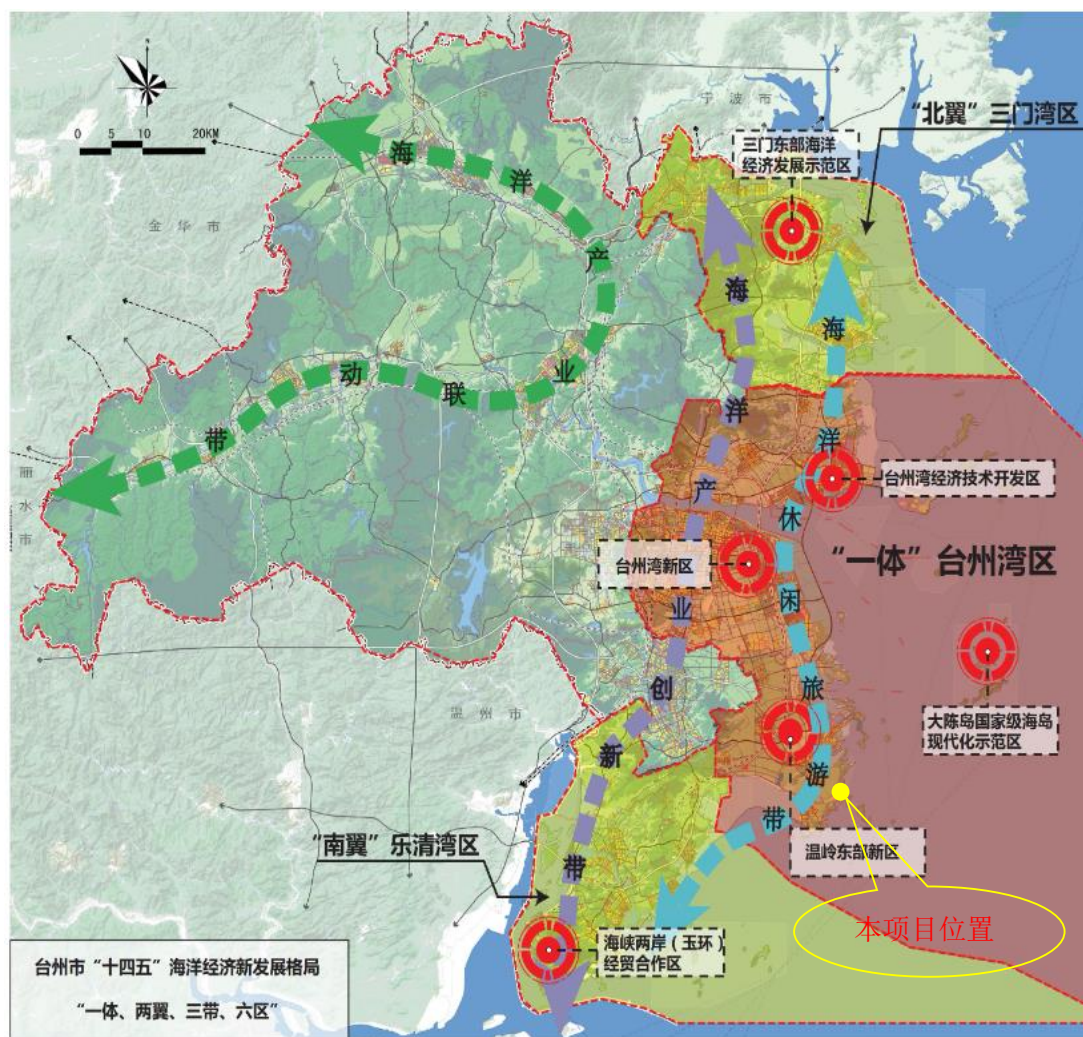 宁波市
“北翼”三门湾区
三门东部海洋
经济发展示范区
0 5 10 20KM
金华市
海洋产业联动带
海洋产业创新带
海洋休闲旅游带
台州湾经济技术开发区
丽水市
台州湾新区
“一体”台州湾区
温州市
大陈岛国家级海岛
现代化示范区
温岭东部新区
“南翼”乐清湾区
本项目位置
海峡两岸（玉环）
经贸合作区
台州市“十四五”海洋经济新发展格局
“一体、两翼、三带、六区”